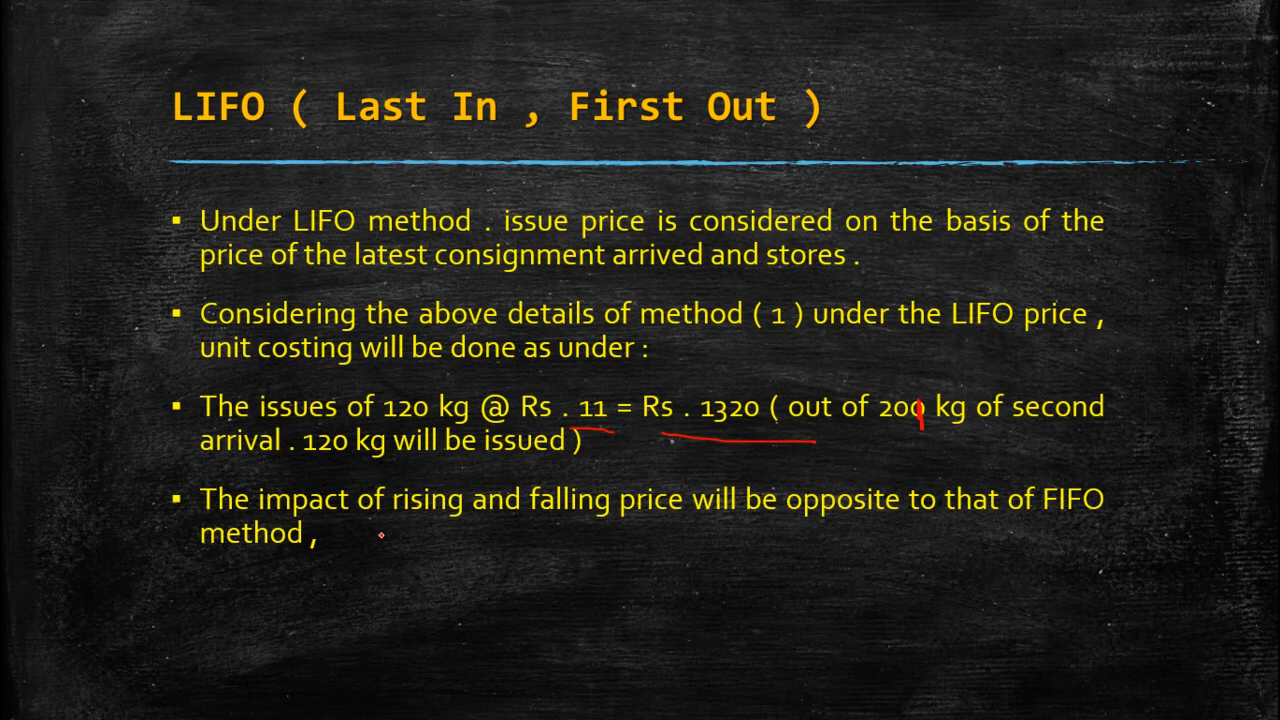 LIFO ( Last In , First Out )
Under LIFO method . issue price is considered on the basis of the
price of the latest consignment arrived and stores .
Considering the above details of method ( 1 ) under the LIFO price ,
unit costing will be done as under :
The issues of 120 kg @ Rs . 11 = Rs . 1320 ( out of 200 kg of second
arrival . 120 kg will be issued )
The impact of rising and falling price will be opposite to that of FIFO
method ,